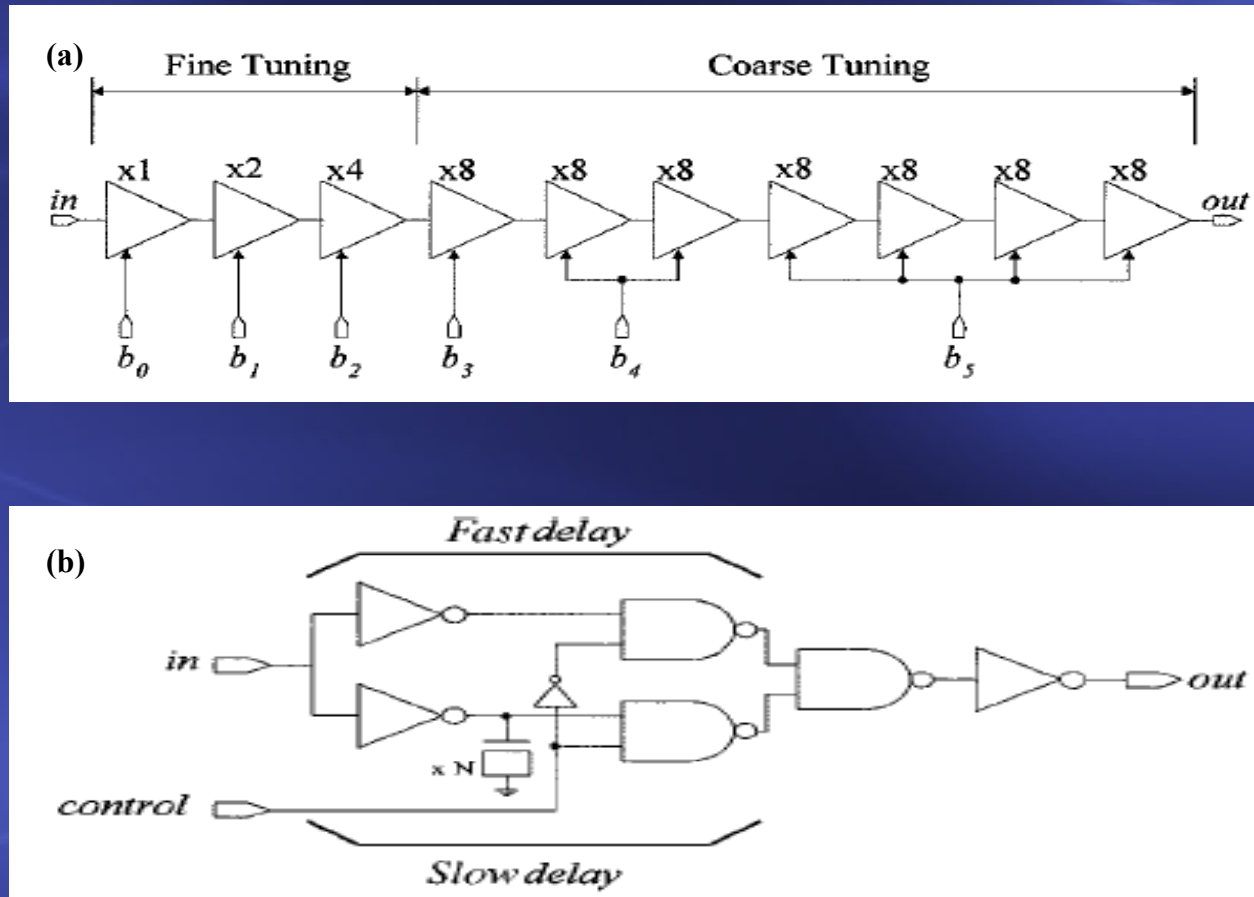 (a)
Fine Tuning Coarse Tuning
x1 x2 x4 x8 x8 x8 x8 x8 x8 x8
in out
b0 b1 b2 b3 b4 b5
(b)
Fast delay
in
out
x N
control
Slow delay